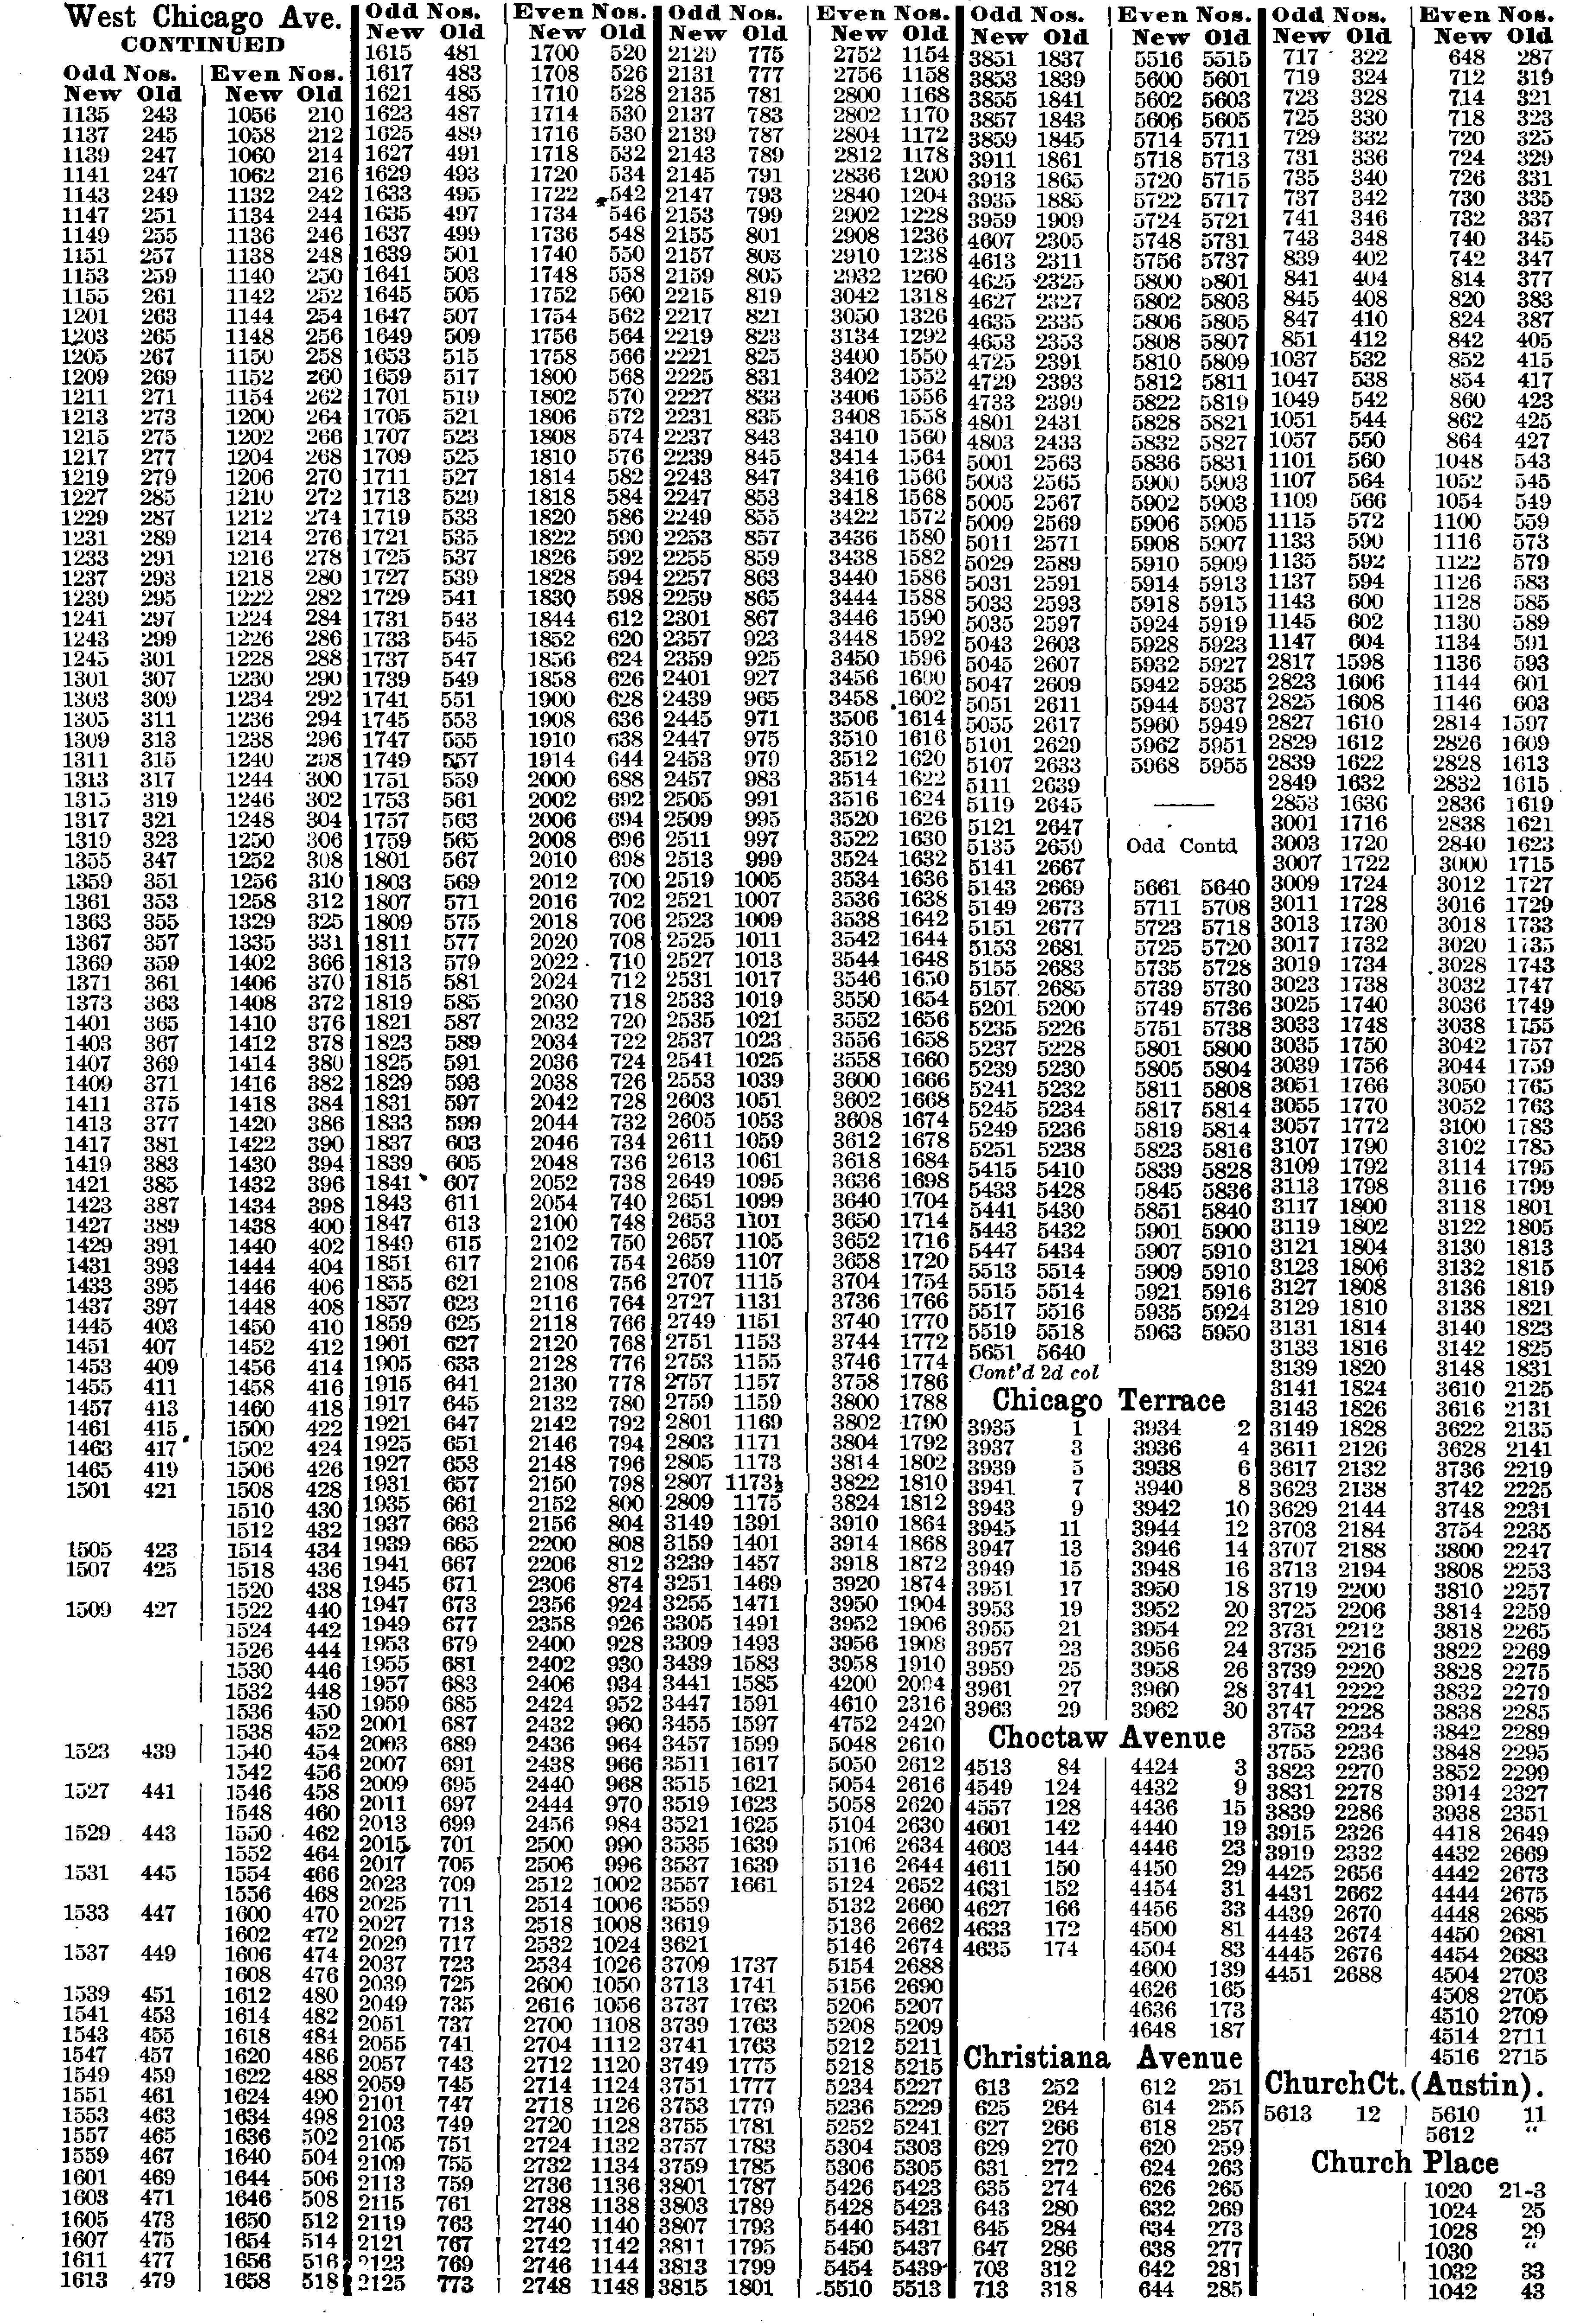 West Chicago Ave.
CONTINUED
Odd Nos. Even Nos.
New Old New Old
1135 243 1056 210
1137 245 1058 212
1139 247 1060 214
1141 247 1062 216
1143 249 1132 242
1147 251 1134 244
1149 255 1136 246
1151 257 1138 248
1153 259 1140 250
1155 261 1142 252
1201 263 1144 254
1203 265 1148 256
1205 267 1150 258
1209 269 1152 260
1211 271 1154 262
1213 273 1200 264
1215 275 1202 266
1217 277 1204 268
1219 279 1206 270
1227 285 1210 272
1229 287 1212 274
1231 289 1214 276
1233 291 1216 278
1237 293 1218 280
1239 295 1222 282
1241 297 1224 284
1243 299 1226 286
1245 301 1228 288
1301 307 1230 290
1303 309 1234 292
1305 311 1236 294
1309 313 1238 296
1311 315 1240 298
1313 317 1244 300
1315 319 1246 302
1317 321 1248 304
1319 323 1250 306
1355 347 1252 308
1359 351 1256 310
1361 353 1258 312
1363 355 1329 325
1367 357 1335 331
1369 359 1402 366
1371 361 1406 370
1373 363 1408 372
1401 365 1410 376
1403 367 1412 378
1407 369 1414 380
1409 371 1416 382
1411 375 1418 384
1413 377 1420 386
1417 381 1422 390
1419 383 1430 394
1421 385 1432 396
1423 387 1434 398
1427 389 1438 400
1429 391 1440 402
1431 393 1444 404
1433 395 1446 406
1437 397 1448 408
1445 403 1450 410
1451 407 1452 412
1453 409 1456 414
1455 411 1458 416
1457 413 1460 418
1461 415 1500 422
1463 417 1502 424
1465 419 1506 426
1501 421 1508 428
1510 430
1512 432
1505 423 1514 434
1507 425 1518 436
1520 438
1509 427 1522 440
1524 442
1526 444
1530 446
1532 448
1536 450
1538 452
1523 439 1540 454
1542 456
1527 441 1546 458
1548 460
1529 443 1550 462
1552 464
1531 445 1554 466
1556 468
1533 447 1600 470
1602 472
1537 449 1606 474
1608 476
1539 451 1612 480
1541 453 1614 482
1543 455 1618 484
1547 457 1620 486
1549 459 1622 488
1551 461 1624 490
1553 463 1634 498
1557 465 1636 502
1559 467 1640 504
1601 469 1644 506
1603 471 1646 508
1605 473 1650 512
1607 475 1654 514
1611 477 1656 516
1613 479 1658 518
Odd Nos. Even Nos.
New Old New Old
1615 481 1700 520
1617 483 1708 526
1621 485 1710 528
1623 487 1714 530
1625 489 1716 530
1627 491 1718 532
1629 493 1720 534
1633 495 1722 542
1635 497 1734 546
1637 499 1736 548
1639 501 1740 550
1641 503 1748 558
1645 505 1752 560
1647 507 1754 562
1649 509 1756 564
1653 515 1758 566
1659 517 1800 568
1701 519 1802 570
1705 521 1806 572
1707 523 1808 574
1709 525 1810 576
1711 527 1814 582
1713 529 1818 584
1719 533 1820 586
1721 535 1822 590
1725 537 1826 592
1727 539 1828 594
1729 541 1830 598
1731 543 1844 612
1733 545 1852 620
1737 547 1856 624
1739 549 1858 626
1741 551 1900 628
1745 553 1908 636
1747 555 1910 638
1749 557 1914 644
1751 559 2000 688
1753 561 2002 692
1757 563 2006 694
1759 565 2008 696
1801 567 2010 698
1803 569 2012 700
1807 571 2016 702
1809 575 2018 706
1811 577 2020 708
1813 579 2022 710
1815 581 2024 712
1819 585 2030 718
1821 587 2032 720
1823 589 2034 722
1825 591 2036 724
1829 593 2038 726
1831 597 2042 728
1833 599 2044 732
1837 603 2046 734
1839 605 2048 736
1841 607 2052 738
1843 611 2054 740
1847 613 2100 748
1849 615 2102 750
1851 617 2106 754
1855 621 2108 756
1857 623 2116 764
1859 625 2118 766
1901 627 2120 768
1905 633 2128 776
1915 641 2130 778
1917 645 2132 780
1921 647 2142 792
1925 651 2146 794
1927 653 2148 796
1931 657 2150 798
1935 661 2152 800
1937 663 2156 804
1939 665 2200 808
1941 667 2206 812
1945 671 2306 874
1947 673 2356 924
1949 677 2358 926
1953 679 2400 928
1955 681 2402 930
1957 683 2406 934
1959 685 2424 952
2001 687 2432 960
2003 689 2436 964
2007 691 2438 966
2009 695 2440 968
2011 697 2444 970
2013 699 2456 984
2015 701 2500 990
2017 705 2506 996
2023 709 2512 1002
2025 711 2514 1006
2027 713 2518 1008
2029 717 2532 1024
2037 723 2534 1026
2039 725 2600 1050
2049 735 2616 1056
2051 737 2700 1108
2055 741 2704 1112
2057 743 2712 1120
2059 745 2714 1124
2101 747 2718 1126
2103 749 2720 1128
2105 751 2724 1132
2109 755 2732 1134
2113 759 2736 1136
2115 761 2738 1138
2119 763 2740 1140
2121 767 2742 1142
2123 769 2746 1144
2125 773 2748 1148
Odd Nos. Even Nos.
New Old New Old
2129 775 2752 1154
2131 777 2756 1158
2135 781 2800 1168
2137 783 2802 1170
2139 787 2804 1172
2143 789 2812 1178
2145 791 2836 1200
2147 793 2840 1204
2153 799 2902 1228
2155 801 2908 1236
2157 803 2910 1238
2159 805 2932 1260
2215 819 3042 1318
2217 821 3050 1326
2219 823 3134 1292
2221 825 3400 1550
2225 831 3402 1552
2227 833 3406 1556
2231 835 3408 1558
2237 843 3410 1560
2239 845 3414 1564
2243 847 3416 1566
2247 853 3418 1568
2249 855 3422 1572
2253 857 3436 1580
2255 859 3438 1582
2257 863 3440 1586
2259 865 3444 1588
2301 867 3446 1590
2357 923 3448 1592
2359 925 3450 1596
2401 927 3456 1600
2439 965 3458 1602
2445 971 3506 1614
2447 975 3510 1616
2453 979 3512 1620
2457 983 3514 1622
2505 991 3516 1624
2509 995 3520 1626
2511 997 3522 1630
2513 999 3524 1632
2519 1005 3534 1636
2521 1007 3536 1638
2523 1009 3538 1642
2525 1011 3542 1644
2527 1013 3544 1648
2531 1017 3546 1650
2533 1019 3550 1654
2535 1021 3552 1656
2537 1023 3556 1658
2541 1025 3558 1660
2553 1039 3600 1666
2603 1051 3602 1668
2605 1053 3608 1674
2611 1059 3612 1678
2613 1061 3618 1684
2649 1095 3636 1698
2651 1099 3640 1704
2653 1101 3650 1714
2657 1105 3652 1716
2659 1107 3658 1720
2707 1115 3704 1754
2727 1131 3736 1766
2749 1151 3740 1770
2751 1153 3744 1772
2753 1155 3746 1774
2757 1157 3758 1786
2759 1159 3800 1788
2801 1169 3802 1790
2803 1171 3804 1792
2805 1173 3814 1802
2807 1173½ 3822 1810
2809 1175 3824 1812
3149 1391 3910 1864
3159 1401 3914 1868
3239 1457 3918 1872
3251 1469 3920 1874
3255 1471 3950 1904
3305 1491 3952 1906
3309 1493 3956 1908
3439 1583 3958 1910
3441 1585 4200 2094
3447 1591 4610 2316
3455 1597 4752 2420
3457 1599 5048 2610
3511 1617 5050 2612
3515 1621 5054 2616
3519 1623 5058 2620
3521 1625 5104 2630
3535 1639 5106 2634
3537 1639 5116 2644
3557 1661 5124 2652
3559 5132 2660
3619 5136 2662
3621 5146 2674
3709 1737 5154 2688
3713 1741 5156 2690
3737 1763 5206 5207
3739 1763 5208 5209
3741 1763 5212 5211
3749 1775 5218 5215
3751 1777 5234 5227
3753 1779 5236 5229
3755 1781 5252 5241
3757 1783 5304 5303
3759 1785 5306 5305
3801 1787 5426 5423
3803 1789 5428 5423
3807 1793 5440 5431
3811 1795 5450 5437
3813 1799 5454 5439
3815 1801 5510 5513
Odd Nos. Even Nos.
New Old New Old
3851 1837 5516 5515
3853 1839 5600 5601
3855 1841 5602 5603
3857 1843 5606 5605
3859 1845 5714 5711
3911 1861 5718 5713
3913 1865 5720 5715
3935 1885 5722 5717
3959 1909 5724 5721
4607 2305 5748 5731
4613 2311 5756 5737
4625 2325 5800 5801
4627 2327 5802 5803
4635 2335 5806 5805
4653 2353 5808 5807
4725 2391 5810 5809
4729 2393 5812 5811
4733 2399 5822 5819
4801 2431 5828 5821
4803 2433 5832 5827
5001 2563 5836 5831
5003 2565 5900 5903
5005 2567 5902 5903
5009 2569 5906 5905
5011 2571 5908 5907
5029 2589 5910 5909
5031 2591 5914 5913
5033 2593 5918 5915
5035 2597 5924 5919
5043 2603 5928 5923
5045 2607 5932 5927
5047 2609 5942 5935
5051 2611 5944 5937
5055 2617 5960 5949
5101 2629 5962 5951
5107 2633 5968 5955
5111 2639
5119 2645
5121 2647
5135 2659 Odd Contd
5141 2667
5143 2669 5661 5640
5149 2673 5711 5708
5151 2677 5723 5718
5153 2681 5725 5720
5155 2683 5735 5728
5157 2685 5739 5730
5201 5200 5749 5736
5235 5226 5751 5738
5237 5228 5801 5800
5239 5230 5805 5804
5241 5232 5811 5808
5245 5234 5817 5814
5249 5236 5819 5814
5251 5238 5823 5816
5415 5410 5839 5828
5433 5428 5845 5836
5441 5430 5851 5840
5443 5432 5901 5900
5447 5434 5907 5910
5513 5514 5909 5910
5515 5514 5921 5916
5517 5516 5935 5924
5519 5518 5963 5950
5651 5640
Cont'd 2d col
Chicago Terrace
3935 1 3934 2
3937 3 3936 4
3939 5 3938 6
3941 7 3940 8
3943 9 3942 10
3945 11 3944 12
3947 13 3946 14
3949 15 3948 16
3951 17 3950 18
3953 19 3952 20
3955 21 3954 22
3957 23 3956 24
3959 25 3958 26
3961 27 3960 28
3963 29 3962 30
Choctaw Avenue
4513 84 4424 3
4549 124 4432 9
4557 128 4436 15
4601 142 4440 19
4603 144 4446 23
4611 150 4450 29
4631 152 4454 31
4627 166 4456 33
4633 172 4500 81
4635 174 4504 83
4600 139
4626 165
4636 173
4648 187
Christiana Avenue
613 252 612 251
625 264 614 255
627 266 618 257
629 270 620 259
631 272 624 263
635 274 626 265
643 280 632 269
645 284 634 273
647 286 638 277
703 312 642 281
713 318 644 285
Odd Nos. Even Nos.
New Old New Old
717 322 648 287
719 324 712 319
723 328 714 321
725 330 718 323
729 332 720 325
731 336 724 329
735 340 726 331
737 342 730 335
741 346 732 337
743 348 740 345
839 402 742 347
841 404 814 377
845 408 820 383
847 410 824 387
851 412 842 405
1037 532 852 415
1047 538 854 417
1049 542 860 423
1051 544 862 425
1057 550 864 427
1101 560 1048 543
1107 564 1052 545
1109 566 1054 549
1115 572 1100 559
1133 590 1116 573
1135 592 1122 579
1137 594 1126 583
1143 600 1128 585
1145 602 1130 589
1147 604 1134 591
2817 1598 1136 593
2823 1606 1144 601
2825 1608 1146 603
2827 1610 2814 1597
2829 1612 2826 1609
2839 1622 2828 1613
2849 1632 2832 1615
2853 1636 2836 1619
3001 1716 2838 1621
3003 1720 2840 1623
3007 1722 3000 1715
3009 1724 3012 1727
3011 1728 3016 1729
3013 1730 3018 1733
3017 1732 3020 1735
3019 1734 3028 1743
3023 1738 3032 1747
3025 1740 3036 1749
3033 1748 3038 1755
3035 1750 3042 1757
3039 1756 3044 1759
3051 1766 3050 1765
3055 1770 3052 1763
3057 1772 3100 1783
3107 1790 3102 1785
3109 1792 3114 1795
3113 1798 3116 1799
3117 1800 3118 1801
3119 1802 3122 1805
3121 1804 3130 1813
3123 1806 3132 1815
3127 1808 3136 1819
3129 1810 3138 1821
3131 1814 3140 1823
3133 1816 3142 1825
3139 1820 3148 1831
3141 1824 3610 2125
3143 1826 3616 2131
3149 1828 3622 2135
3611 2126 3628 2141
3617 2132 3736 2219
3623 2138 3742 2225
3629 2144 3748 2231
3703 2184 3754 2235
3707 2188 3800 2247
3713 2194 3808 2253
3719 2200 3810 2257
3725 2206 3814 2259
3731 2212 3818 2265
3735 2216 3822 2269
3739 2220 3828 2275
3741 2222 3832 2279
3747 2228 3838 2285
3753 2234 3842 2289
3755 2236 3848 2295
3823 2270 3852 2299
3831 2278 3914 2327
3839 2286 3938 2351
3915 2326 4418 2649
3919 2332 4432 2669
4425 2656 4442 2673
4431 2662 4444 2675
4439 2670 4448 2685
4443 2674 4450 2681
4445 2676 4454 2683
4451 2688 4504 2703
4508 2705
4510 2709
4514 2711
4516 2715
Church Ct. (Austin).
5613 12 5610 11
5612 "
Church Place
1020 21-3
1024 25
1028 29
1030 "
1032 33
1042 43